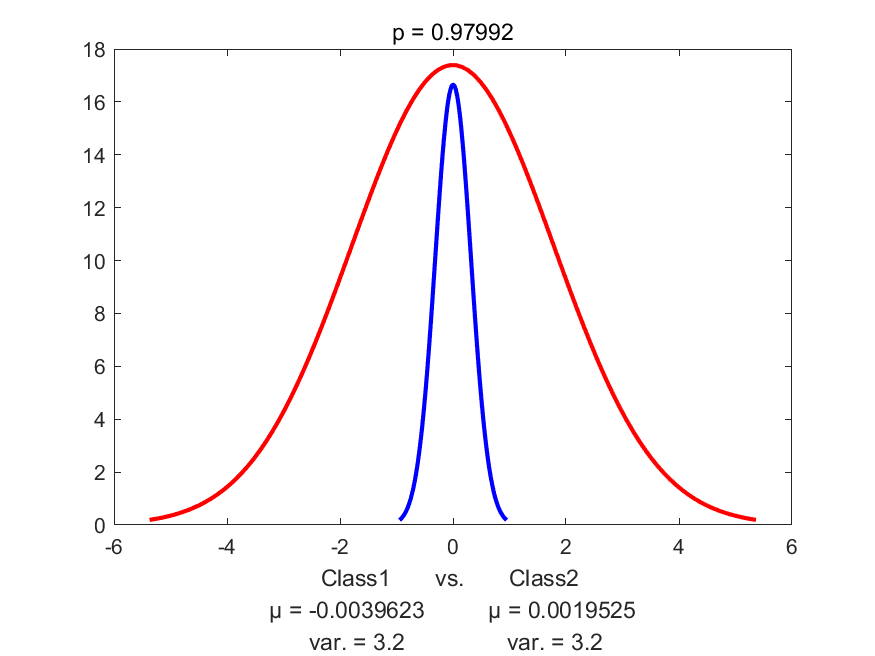 p = 0.97992
18
16
14
12
10
8
6
4
2
0
-6 -4 -2 0 2 4 6
Class1 vs. Class2
μ = -0.0039623 μ = 0.0019525
var. = 3.2 var. = 3.2